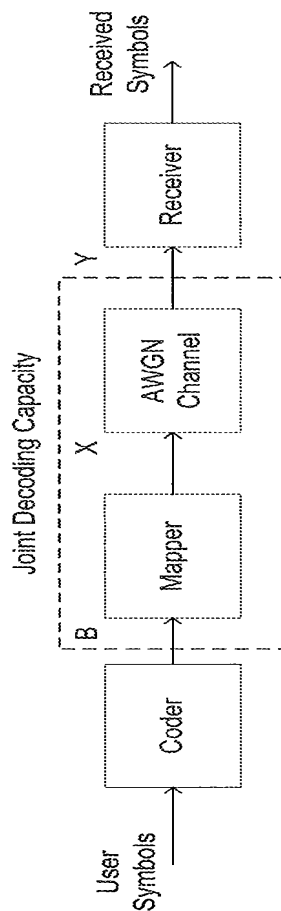 Joint Decoding Capacity
User
Symbols
Coder
B
Mapper
X
AWGN
Channel
Y
Receiver
Received
Symbols